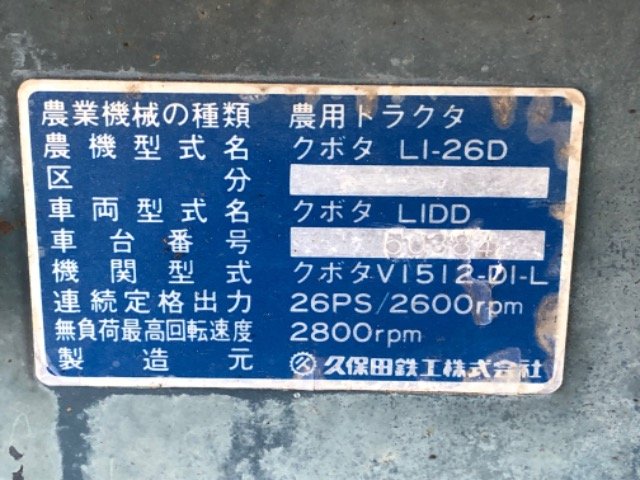 農業機械の種類 農用トラクタ
農機型式名 クボタ L1-26D
区分
車両型式名 クボタ L1DD
車台番号 60384
機関型式 クボタV1512-D1-L
連続定格出力 26PS/2600rpm
無負荷最高回転速度 2800rpm
製造元 久保田鉄工株式会社